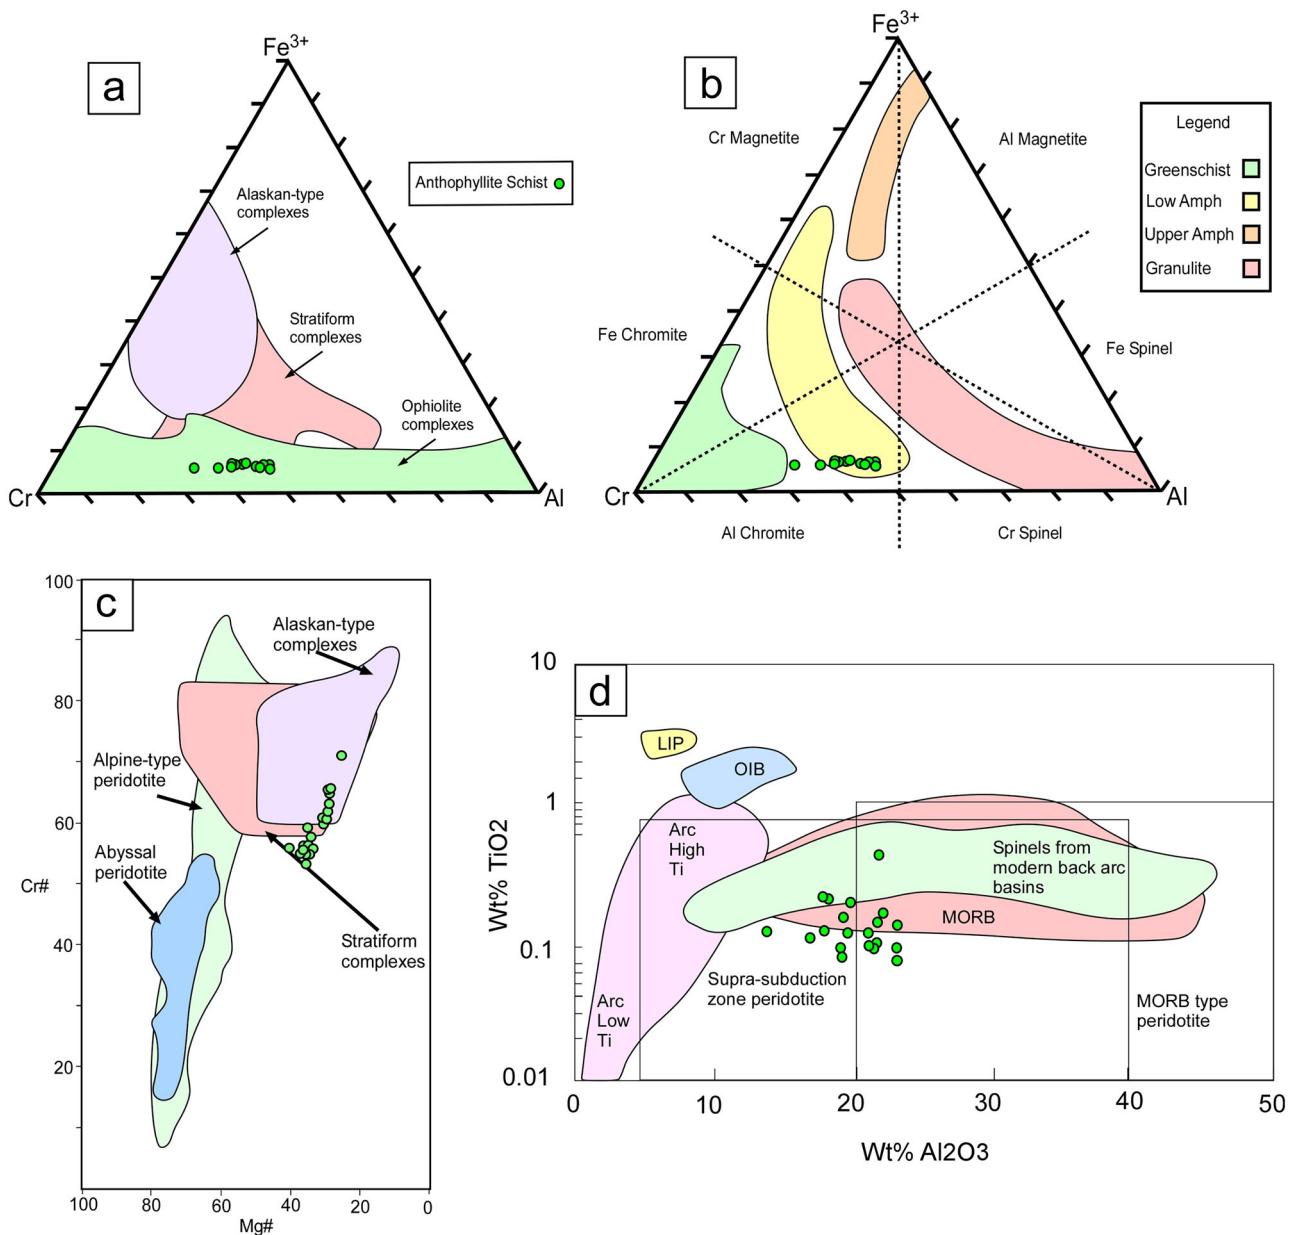 a
Fe3+
Alaskan-type
complexes
Anthophyllite Schist
Stratiform
complexes
Ophiolite
complexes
Cr
Al
b
Fe3+
Cr Magnetite
Al Magnetite
Legend
Greenschist
Low Amph
Upper Amph
Granulite
Fe Chromite
Fe Spinel
Cr
Al
Al Chromite
Cr Spinel
c
100
80
60
40
20
Cr#
Alaskan-type
complexes
Alpine-type
peridotite
Abyssal
peridotite
Stratiform
complexes
100
80
60
40
20
0
Mg#
d
10
1
0.1
0.01
Wt% TiO2
LIP
OIB
Arc
High
Ti
Spinels from
modern back arc
basins
MORB
Supra-subduction
zone peridotite
Arc
Low
Ti
MORB type
peridotite
0
10
20
30
40
50
Wt% Al2O3